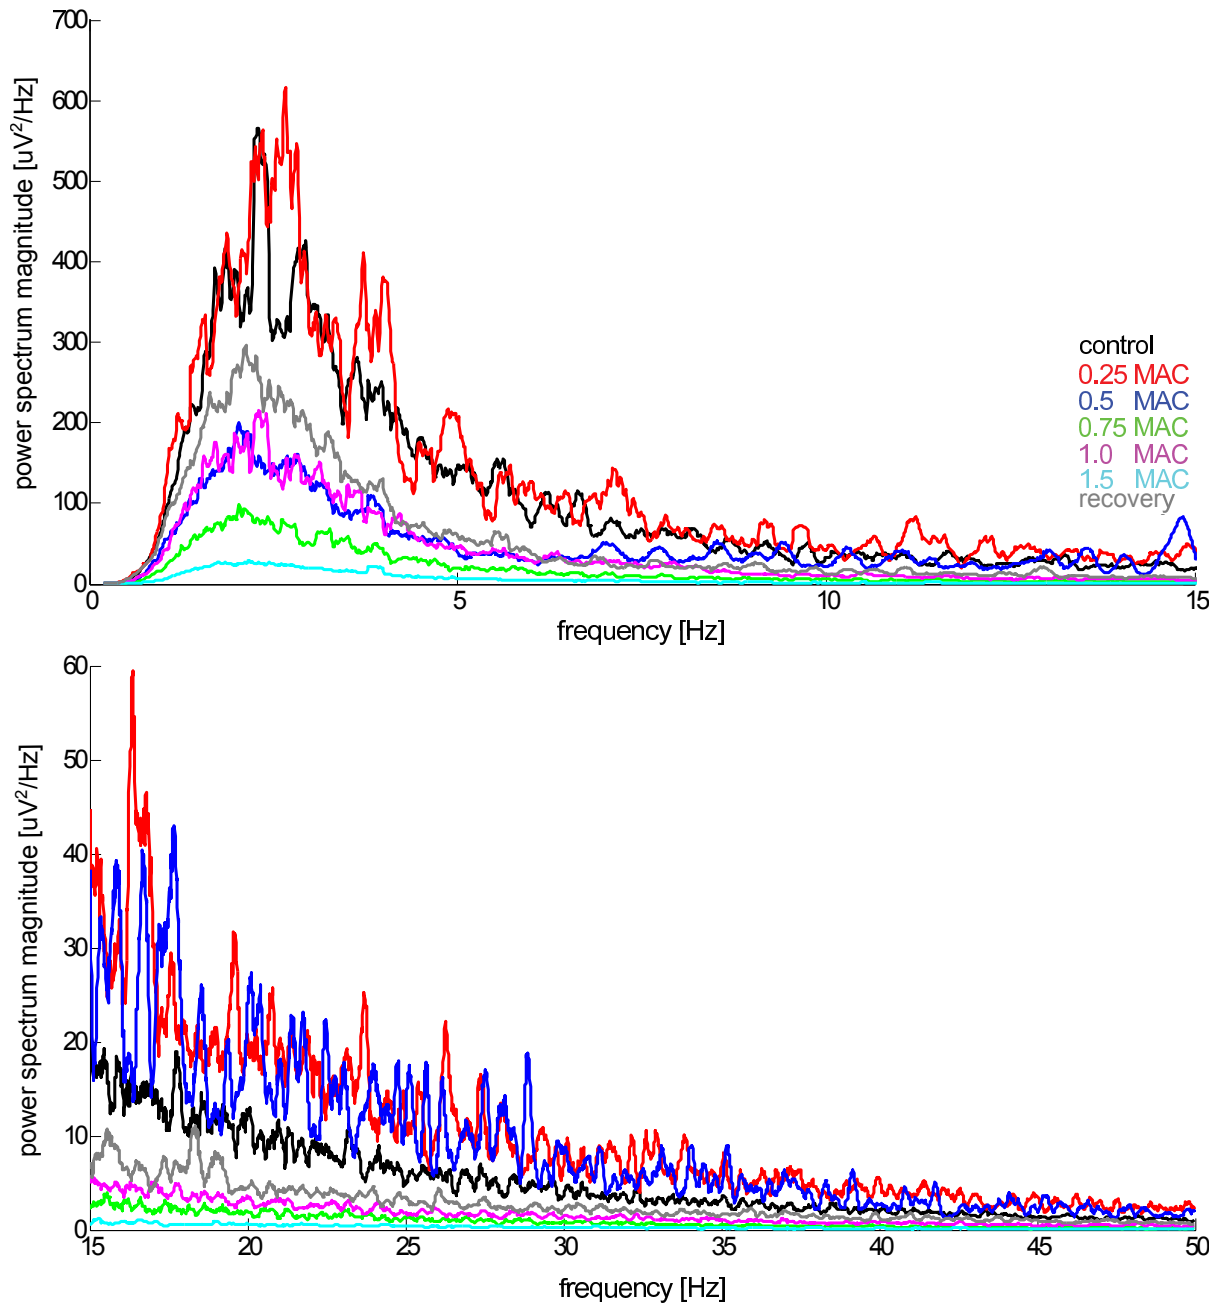 700
600
500
400
300
200
100
0
power spectrum magnitude [uV²/Hz]
control
0.25 MAC
0.5 MAC
0.75 MAC
1.0 MAC
1.5 MAC
recovery
0 5 10 15
frequency [Hz]
60
50
40
30
20
10
0
power spectrum magnitude [uV²/Hz]
15 20 25 30 35 40 45 50
frequency [Hz]